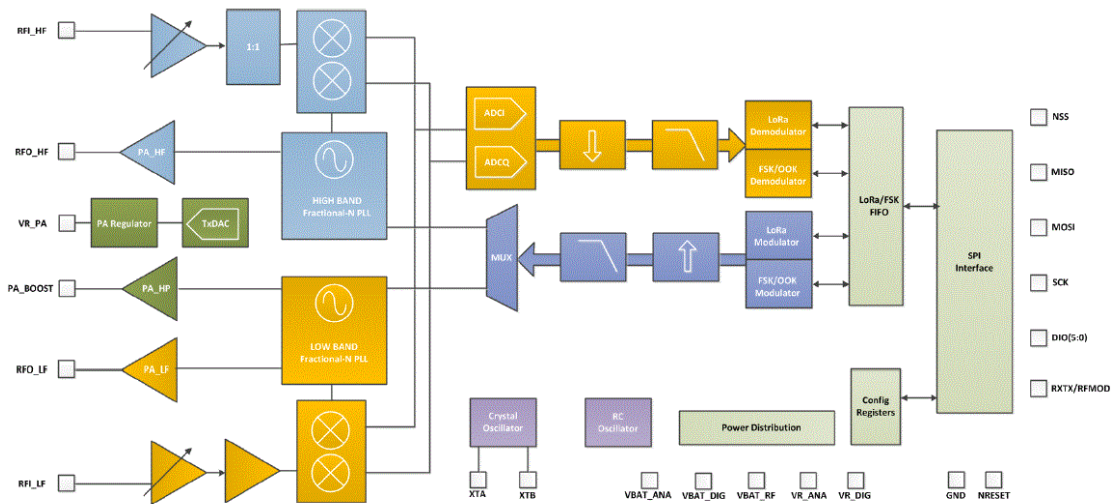 RFI_HF
1:1
RFO_HF
PA_HF
HIGH BAND
Fractional-N PLL
VR_PA
PA Regulator
TxDAC
PA_BOOST
PA_HP
RFO_LF
PA_LF
LOW BAND
Fractional-N PLL
RFI_LF
ADCI
ADCQ
MUX
LoRa
Demodulator
FSK/OOK
Demodulator
LoRa
Modulator
FSK/OOK
Modulator
LoRa/FSK
FIFO
SPI
Interface
Config
Registers
NSS
MISO
MOSI
SCK
DIO(5:0)
RXTX/RFMOD
Crystal
Oscillator
RC
Oscillator
Power Distribution
XTA
XTB
VBAT_ANA
VBAT_DIG
VBAT_RF
VR_ANA
VR_DIG
GND
NRESET